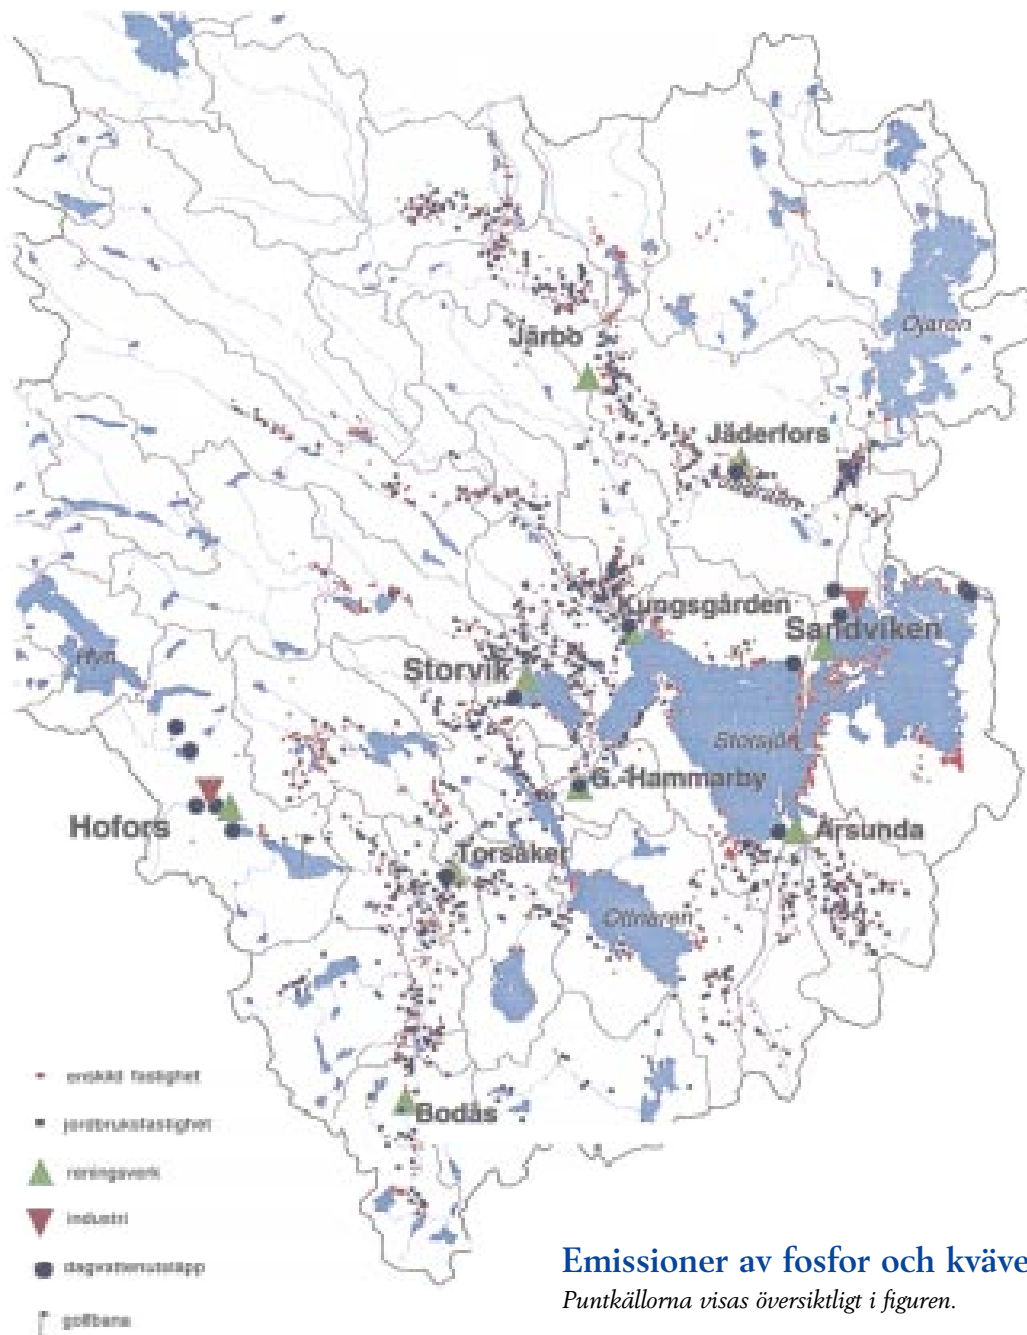 Öjaren
Järbo
Jäderfors
Jädraån
Kungsgården
Sandviken
Hyn
Storvik
Storsjön
G. Hammarby
Hofors
Årsunda
Torsåker
Ottnaren
enskild fastighet
jordbruksfastighet
reningsverk
Bodås
industri
dagvattenutsläpp
golfbana
Emissioner av fosfor och kväve
Puntkällorna visas översiktligt i figuren.